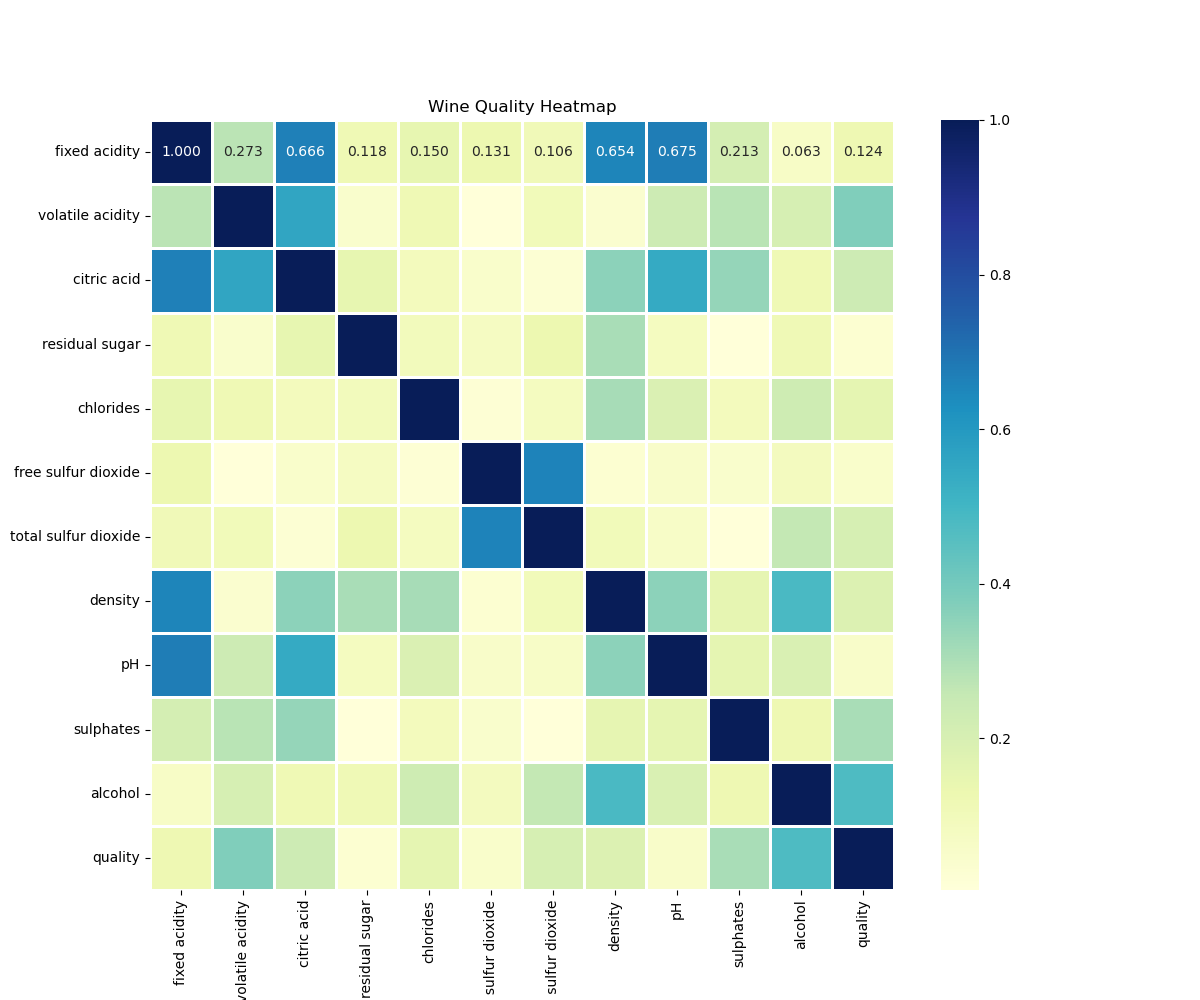 Wine Quality Heatmap
fixed acidity 1.000 0.273 0.666 0.118 0.150 0.131 0.106 0.654 0.675 0.213 0.063 0.124
volatile acidity
citric acid
residual sugar
chlorides
free sulfur dioxide
total sulfur dioxide
density
pH
sulphates
alcohol
quality
fixed acidity
volatile acidity
citric acid
residual sugar
chlorides
sulfur dioxide
sulfur dioxide
density
pH
sulphates
alcohol
quality
1.0
0.8
0.6
0.4
0.2